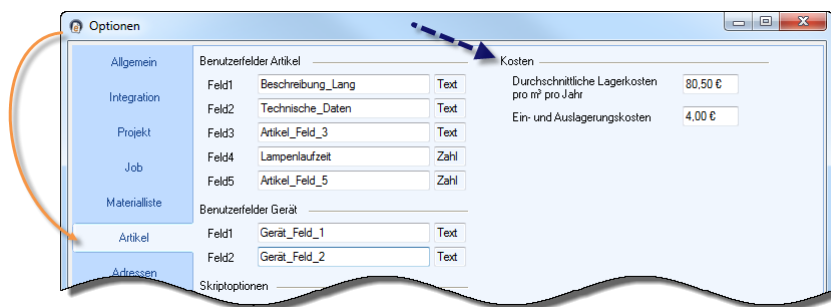 Optionen
Allgemein
Integration
Projekt
Job
Materialliste
Artikel
Adressen
Benutzerfelder Artikel
Feld1 Beschreibung_Lang Text
Feld2 Technische_Daten Text
Feld3 Artikel_Feld_3 Text
Feld4 Lampenlaufzeit Zahl
Feld5 Artikel_Feld_5 Zahl
Benutzerfelder Gerät
Feld1 Gerät_Feld_1 Text
Feld2 Gerät_Feld_2 Text
Skriptoptionen
Kosten
Durchschnittliche Lagerkosten
pro m³ pro Jahr
80,50 €
Ein- und Auslagerungskosten 4,00 €